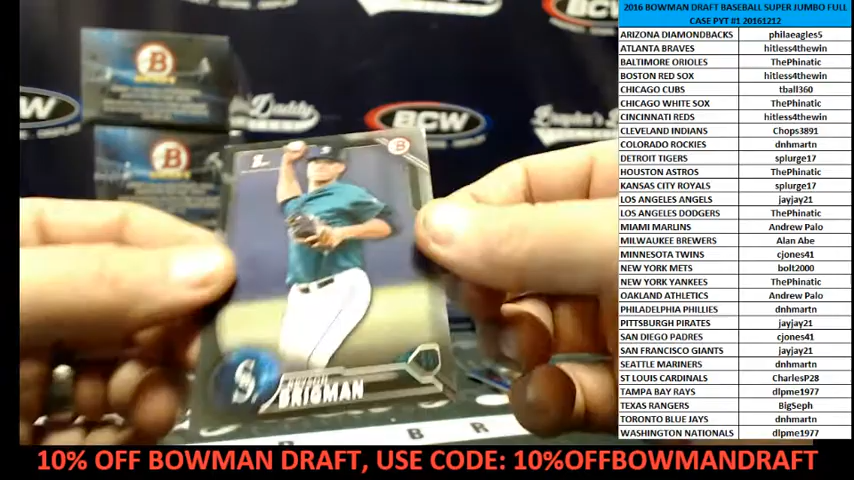 2016 BOWMAN DRAFT BASEBALL SUPER JUMBO FULL
CASE PYT #1 20161212
ARIZONA DIAMONDBACKS philaeagles5
ATLANTA BRAVES hitless4thewin
BALTIMORE ORIOLES ThePhinatic
BOSTON RED SOX hitless4thewin
CHICAGO CUBS tball360
CHICAGO WHITE SOX ThePhinatic
CINCINNATI REDS hitless4thewin
CLEVELAND INDIANS Chops3891
COLORADO ROCKIES dnhmartn
DETROIT TIGERS splurge17
HOUSTON ASTROS ThePhinatic
KANSAS CITY ROYALS splurge17
LOS ANGELES ANGELS jayjay21
LOS ANGELES DODGERS ThePhinatic
MIAMI MARLINS Andrew Palo
MILWAUKEE BREWERS Alan Abe
MINNESOTA TWINS cjones41
NEW YORK METS bolt2000
NEW YORK YANKEES ThePhinatic
OAKLAND ATHLETICS Andrew Palo
PHILADELPHIA PHILLIES dnhmartn
PITTSBURGH PIRATES jayjay21
SAN DIEGO PADRES cjones41
SAN FRANCISCO GIANTS jayjay21
SEATTLE MARINERS dnhmartn
ST LOUIS CARDINALS CharlesP28
TAMPA BAY RAYS dlpme1977
TEXAS RANGERS BigSeph
TORONTO BLUE JAYS dnhmartn
WASHINGTON NATIONALS dlpme1977
BCW
Daddy
BRIGMAN
10% OFF BOWMAN DRAFT, USE CODE: 10%OFFBOWMANDRAFT